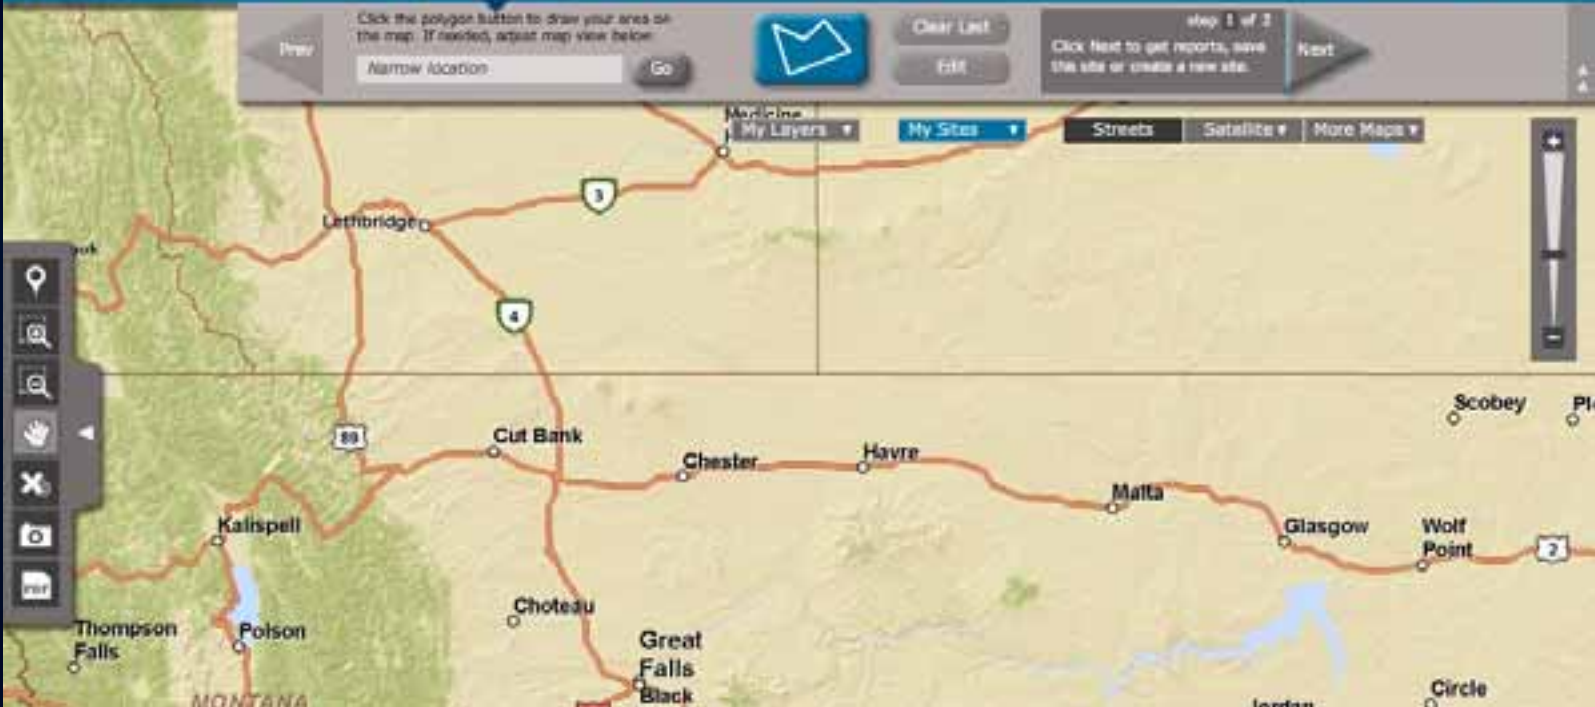 Click the polygon button to draw your area on
the map. If needed, adjust map view below
Prev
Narrow location
Go
Clear Last
Edit
step 1 of 2
Click Next to get reports, save
this site or create a new site.
Next
Medicine
My Layers
My Sites
Streets
Satellite
More Maps
3
Lethbridge
4
Scobey
89
Cut Bank
Chester
Havre
Malta
Kalispell
Glasgow
Wolf
Point
2
PDF
Choteau
Thompson
Falls
Polson
Great
Falls
Black
MONTANA
Jordan
Circle